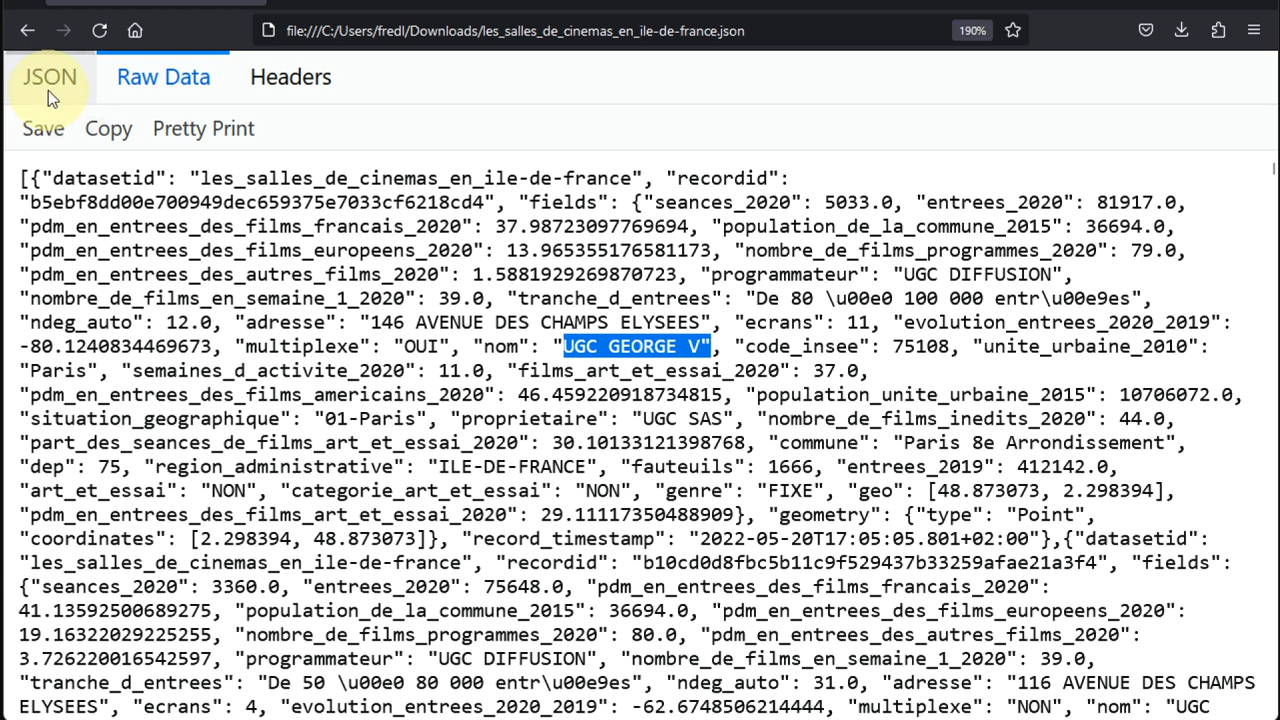 file:///C:/Users/fredl/Downloads/les_salles_de_cinemas_en_ile-de-france.json
190%
JSON
Raw Data
Headers
Save
Copy
Pretty Print
[{"datasetid": "les_salles_de_cinemas_en_ile-de-france", "recordid":
"b5ebf8dd00e700949dec659375e7033cf6218cd4", "fields": {"seances_2020": 5033.0, "entrees_2020": 81917.0,
"pdm_en_entrees_des_films_francais_2020": 37.98723097769694, "population_de_la_commune_2015": 36694.0,
"pdm_en_entrees_des_films_europeens_2020": 13.965355176581173, "nombre_de_films_programmes_2020": 79.0,
"pdm_en_entrees_des_autres_films_2020": 1.5881929269870723, "programmateur": "UGC DIFFUSION",
"nombre_de_films_en_semaine_1_2020": 39.0, "tranche_d_entrees": "De 80 \u00e0 100 000 entr\u00e9es",
"ndeg_auto": 12.0, "adresse": "146 AVENUE DES CHAMPS ELYSEES", "ecrans": 11, "evolution_entrees_2020_2019":
-80.1240834469673, "multiplexe": "OUI", "nom": "UGC GEORGE V", "code_insee": 75108, "unite_urbaine_2010":
"Paris", "semaines_d_activite_2020": 11.0, "films_art_et_essai_2020": 37.0,
"pdm_en_entrees_des_films_americains_2020": 46.459220918734815, "population_unite_urbaine_2015": 10706072.0,
"situation_geographique": "01-Paris", "proprietaire": "UGC SAS", "nombre_de_films_inedits_2020": 44.0,
"part_des_seances_de_films_art_et_essai_2020": 30.10133121398768, "commune": "Paris 8e Arrondissement",
"dep": 75, "region_administrative": "ILE-DE-FRANCE", "fauteuils": 1666, "entrees_2019": 412142.0,
"art_et_essai": "NON", "categorie_art_et_essai": "NON", "genre": "FIXE", "geo": [48.873073, 2.298394],
"pdm_en_entrees_des_films_art_et_essai_2020": 29.11117350488909}, "geometry": {"type": "Point",
"coordinates": [2.298394, 48.873073]}, "record_timestamp": "2022-05-20T17:05:05.801+02:00"},{"datasetid":
"les_salles_de_cinemas_en_ile-de-france", "recordid": "b10cd0d8fbc5b11c9f529437b33259afae21a3f4", "fields":
{"seances_2020": 3360.0, "entrees_2020": 75648.0, "pdm_en_entrees_des_films_francais_2020":
41.13592500689275, "population_de_la_commune_2015": 36694.0, "pdm_en_entrees_des_films_europeens_2020":
19.16322029225255, "nombre_de_films_programmes_2020": 80.0, "pdm_en_entrees_des_autres_films_2020":
3.726220016542597, "programmateur": "UGC DIFFUSION", "nombre_de_films_en_semaine_1_2020": 39.0,
"tranche_d_entrees": "De 50 \u00e0 80 000 entr\u00e9es", "ndeg_auto": 31.0, "adresse": "116 AVENUE DES CHAMPS
ELYSEES", "ecrans": 4, "evolution_entrees_2020_2019": -62.6748506214444, "multiplexe": "NON", "nom": "UGC